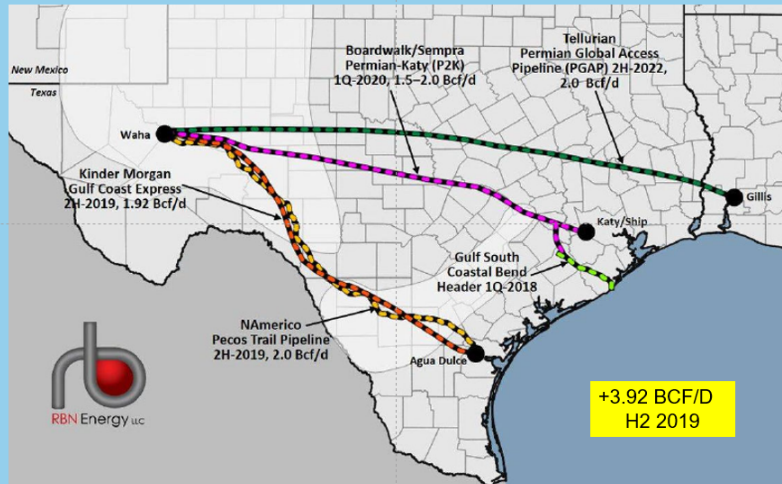 New Mexico
Texas
Waha
Boardwalk/Sempra
Permian-Katy (P2K)
1Q-2020, 1.5–2.0 Bcf/d
Tellurian
Permian Global Access
Pipeline (PGAP) 2H-2022,
2.0 Bcf/d
Kinder Morgan
Gulf Coast Express
2H-2019, 1.92 Bcf/d
Gillis
Katy/Ship
Gulf South
Coastal Bend
Header 1Q-2018
NAmerico
Pecos Trail Pipeline
2H-2019, 2.0 Bcf/d
Agua Dulce
RBN Energy LLC
+3.92 BCF/D
H2 2019